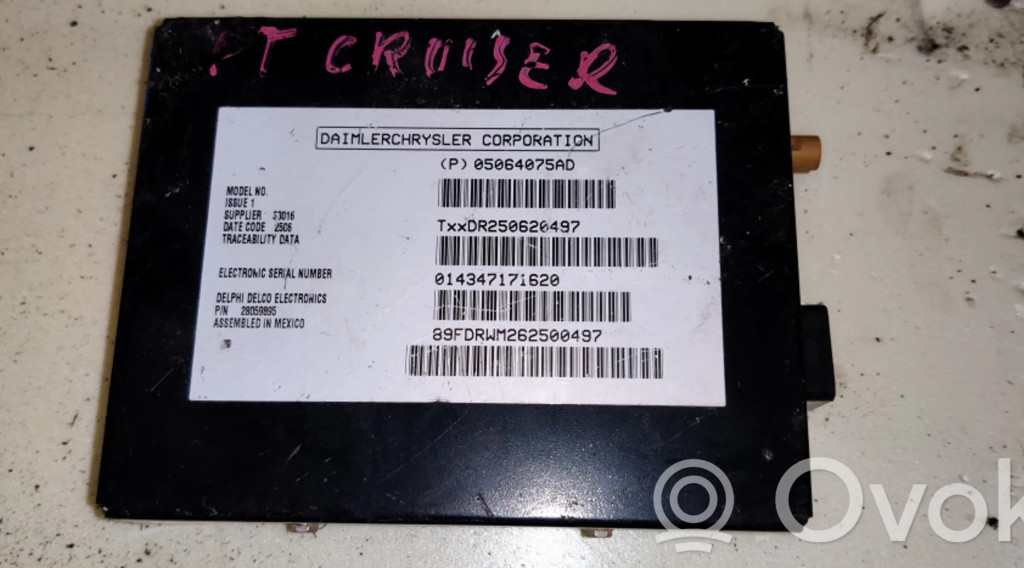 PT CRUISER
DAIMLERCHRYSLER CORPORATION
(P) 05064075AD
MODEL NO.
ISSUE 1
SUPPLIER 33016
DATE CODE 2506
TRACEABILITY DATA
TxxDR250620497
ELECTRONIC SERIAL NUMBER
014347171620
DELPHI DELCO ELECTRONICS
P/N 28059895
ASSEMBLED IN MEXICO
89FDRWM262500497
Ovok